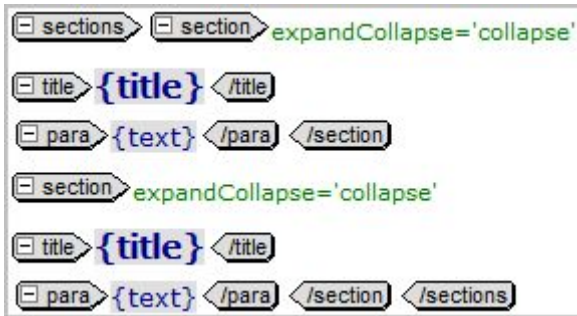 sections section expandCollapse='collapse'
title {title} /title
para {text} /para /section
section expandCollapse='collapse'
title {title} /title
para {text} /para /section /sections